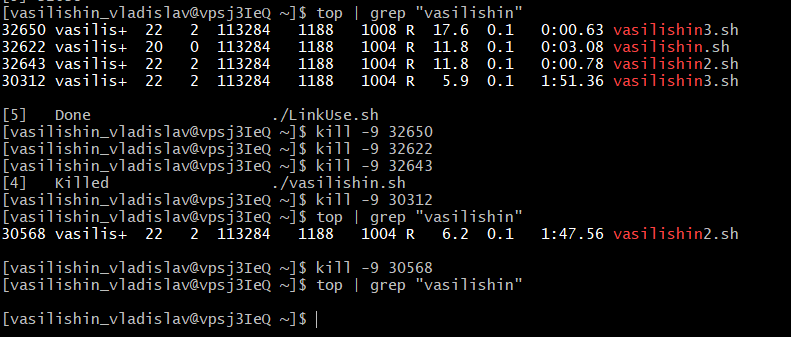 [vasilishin_vladislav@vpsj3IeQ ~]$ top | grep "vasilishin"
32650 vasilis+ 22 2 113284 1188 1008 R 17.6 0.1 0:00.63 vasilishin3.sh
32622 vasilis+ 20 0 113284 1188 1004 R 11.8 0.1 0:03.08 vasilishin.sh
32643 vasilis+ 22 2 113284 1188 1004 R 11.8 0.1 0:00.78 vasilishin2.sh
30312 vasilis+ 22 2 113284 1188 1004 R 5.9 0.1 1:51.36 vasilishin3.sh
[5] Done ./LinkUse.sh
[vasilishin_vladislav@vpsj3IeQ ~]$ kill -9 32650
[vasilishin_vladislav@vpsj3IeQ ~]$ kill -9 32622
[vasilishin_vladislav@vpsj3IeQ ~]$ kill -9 32643
[4] Killed ./vasilishin.sh
[vasilishin_vladislav@vpsj3IeQ ~]$ kill -9 30312
[vasilishin_vladislav@vpsj3IeQ ~]$ top | grep "vasilishin"
30568 vasilis+ 22 2 113284 1188 1004 R 6.2 0.1 1:47.56 vasilishin2.sh
[vasilishin_vladislav@vpsj3IeQ ~]$ kill -9 30568
[vasilishin_vladislav@vpsj3IeQ ~]$ top | grep "vasilishin"
[vasilishin_vladislav@vpsj3IeQ ~]$